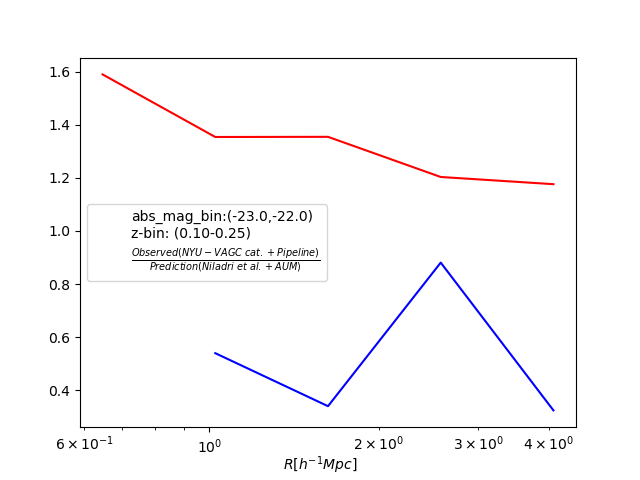 1.6
1.4
1.2
1.0
0.8
0.6
0.4
abs_mag_bin:(-23.0,-22.0)
z-bin: (0.10-0.25)
Observed(NYU − VAGC cat. + Pipeline)
Prediction(Niladri et al. + AUM)
6 × 10⁻¹ 10⁰ 2 × 10⁰ 3 × 10⁰ 4 × 10⁰
R[h⁻¹Mpc]